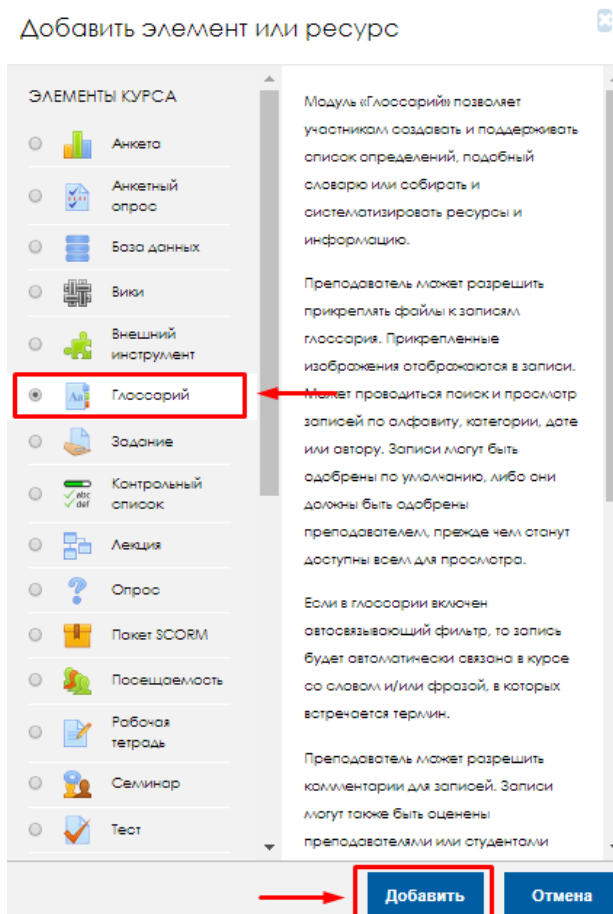 Добавить элемент или ресурс
ЭЛЕМЕНТЫ КУРСА
Анкета
Анкетный
опрос
База данных
Вики
Внешний
инструмент
Глоссарий
Задание
Контрольный
список
Лекция
Опрос
Пакет SCORM
Посещаемость
Рабочая
тетрадь
Семинар
Тест
Модуль «Глоссарий» позволяет
участникам создавать и поддерживать
список определений, подобный
словарю или собирать и
систематизировать ресурсы и
информацию.
Преподаватель может разрешить
прикреплять файлы к записям
глоссария. Прикрепленные
изображения отображаются в записи.
Может проводиться поиск и просмотр
записей по алфавиту, категории, дате
или автору. Записи могут быть
одобрены по умолчанию, либо они
должны быть одобрены
преподавателем, прежде чем станут
доступны всем для просмотра.
Если в глоссарии включен
автосвязывающий фильтр, то запись
будет автоматически связана в курсе
со словом и/или фразой, в которых
встречается термин.
Преподаватель может разрешить
комментарии для записей. Записи
могут также быть оценены
преподавателями или студентами
Добавить
Отмена